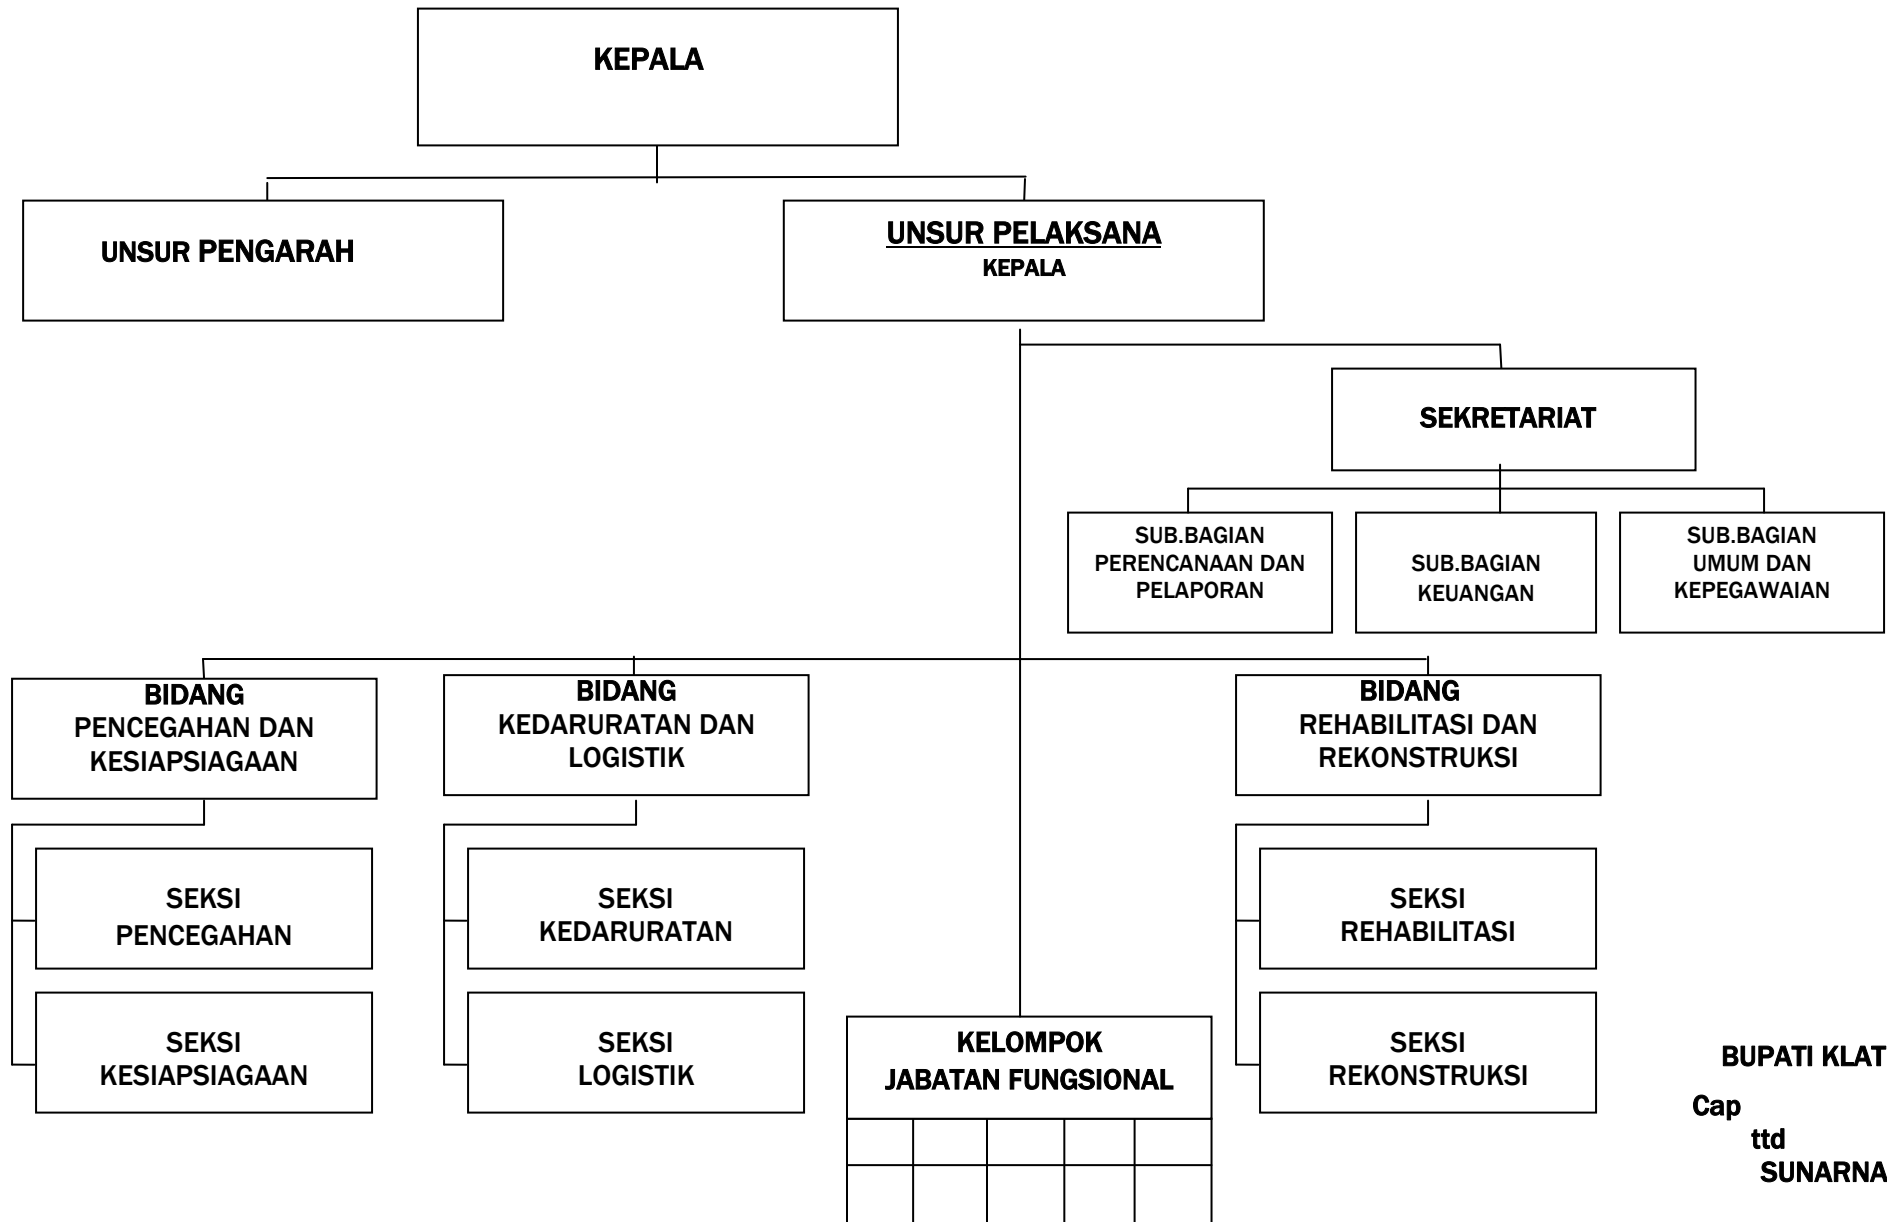 KEPALA
UNSUR PENGARAH
UNSUR PELAKSANA
KEPALA
SEKRETARIAT
SUB.BAGIAN
PERENCANAAN DAN
PELAPORAN
SUB.BAGIAN
KEUANGAN
SUB.BAGIAN
UMUM DAN
KEPEGAWAIAN
BIDANG
PENCEGAHAN DAN
KESIAPSIAGAAN
BIDANG
KEDARURATAN DAN
LOGISTIK
BIDANG
REHABILITASI DAN
REKONSTRUKSI
SEKSI
PENCEGAHAN
SEKSI
KEDARURATAN
SEKSI
REHABILITASI
SEKSI
KESIAPSIAGAAN
SEKSI
LOGISTIK
KELOMPOK
JABATAN FUNGSIONAL
SEKSI
REKONSTRUKSI
BUPATI KLAT
Cap
ttd
SUNARNA